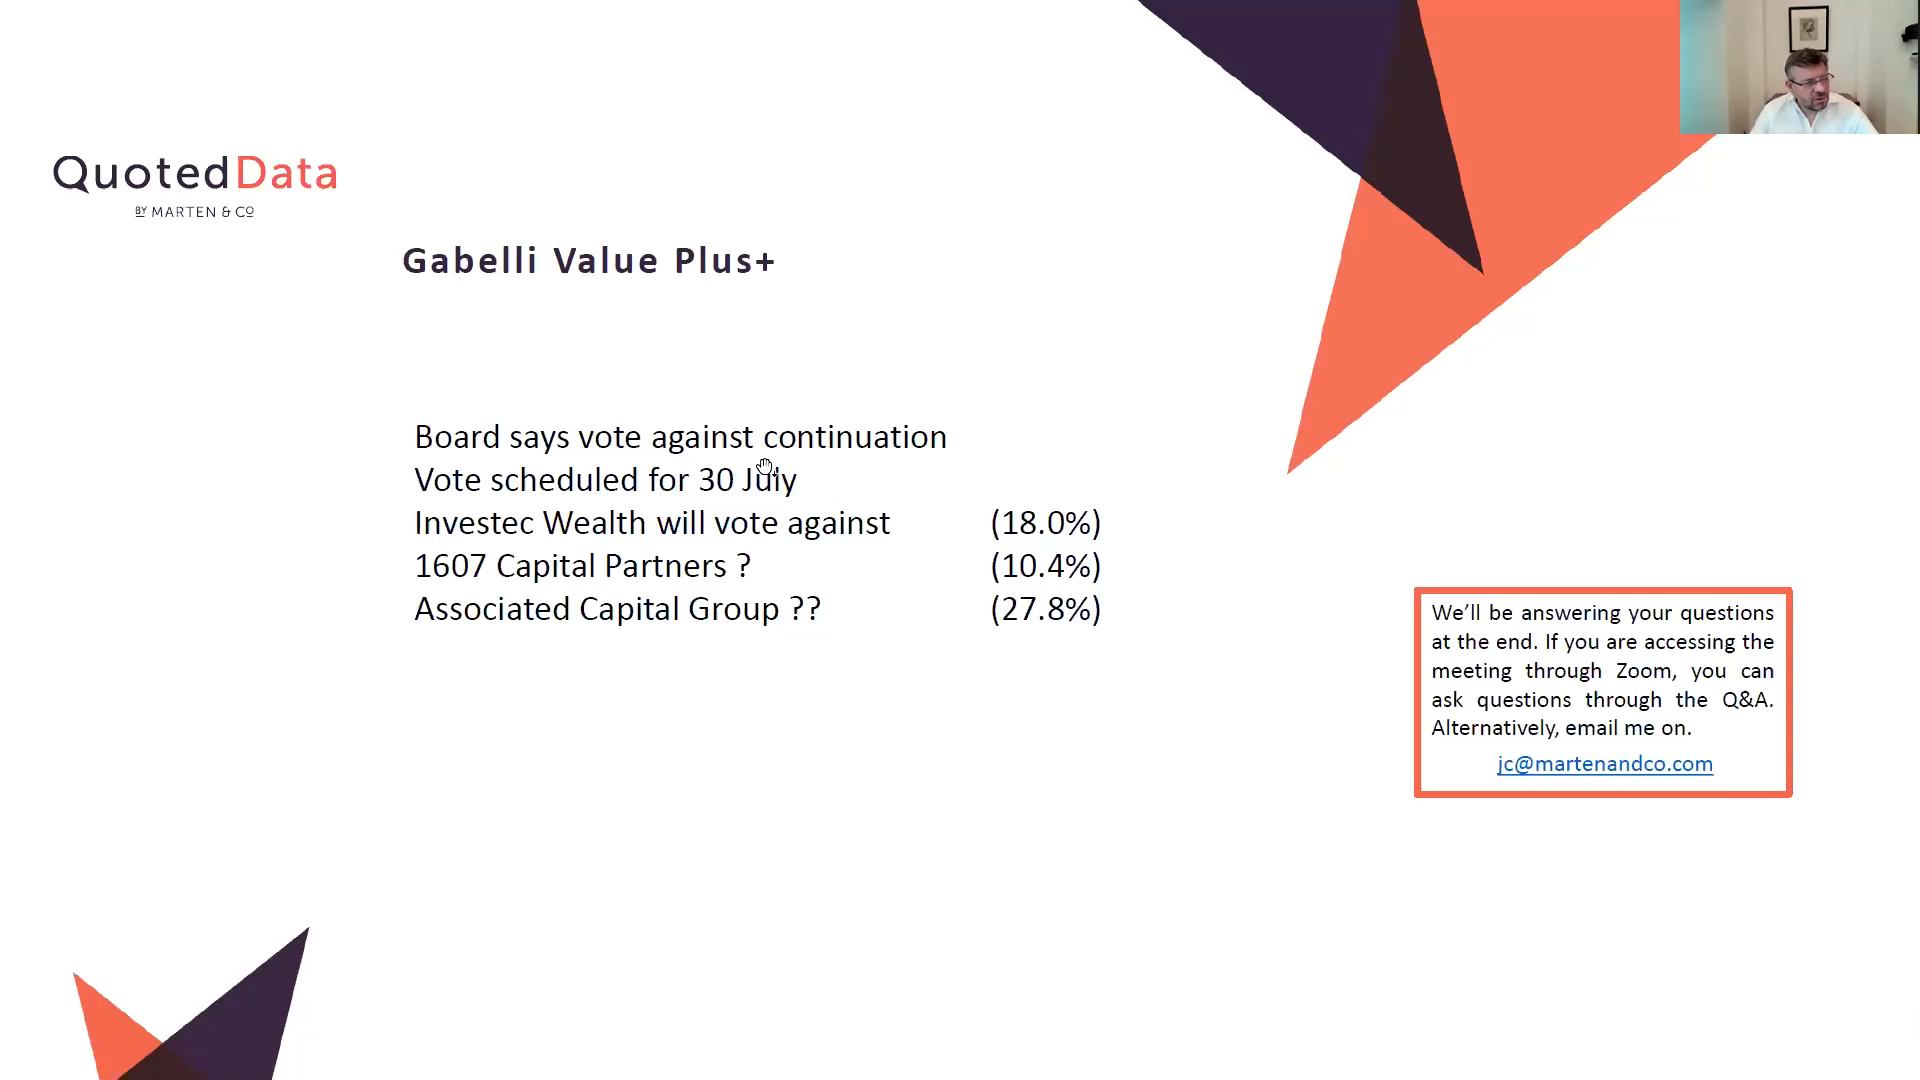 QuotedData
BY MARTEN & CO
Gabelli Value Plus+
Board says vote against continuation
Vote scheduled for 30 July
Investec Wealth will vote against (18.0%)
1607 Capital Partners ? (10.4%)
Associated Capital Group ?? (27.8%)
We’ll be answering your questions
at the end. If you are accessing the
meeting through Zoom, you can
ask questions through the Q&A.
Alternatively, email me on.
jc@martenandco.com